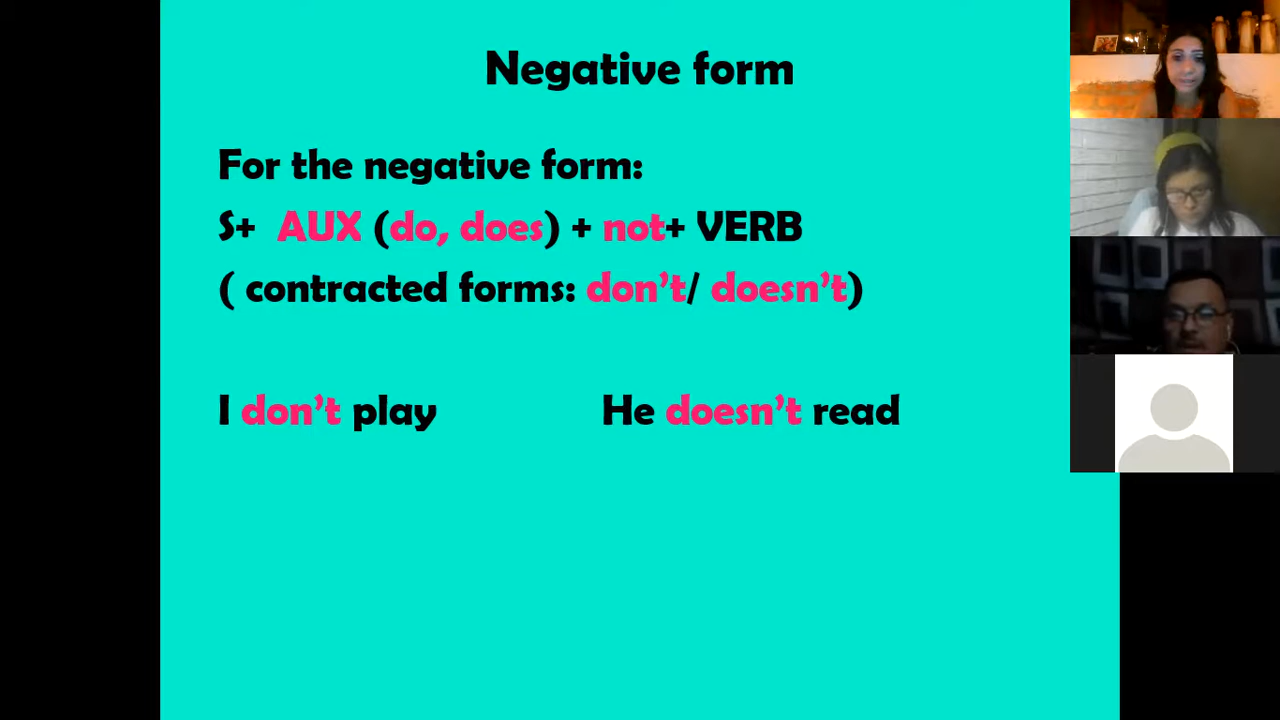 Negative form
For the negative form:
S+ AUX (do, does) + not+ VERB
( contracted forms: don’t/ doesn’t)
I don’t play He doesn’t read